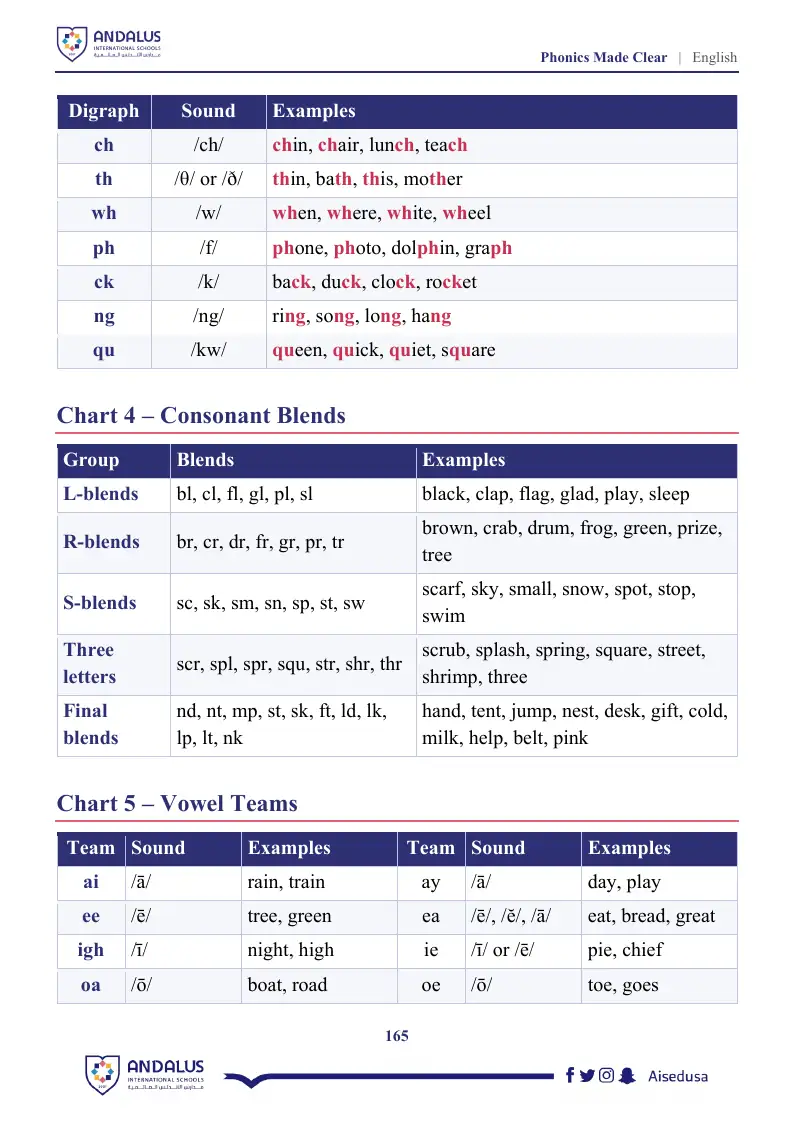 ANDALUS
INTERNATIONAL SCHOOLS
مدارس الأندلس العالمية
Phonics Made Clear | English
Digraph Sound Examples
ch /ch/ chin, chair, lunch, teach
th /θ/ or /ð/ thin, bath, this, mother
wh /w/ when, where, white, wheel
ph /f/ phone, photo, dolphin, graph
ck /k/ back, duck, clock, rocket
ng /ng/ ring, song, long, hang
qu /kw/ queen, quick, quiet, square
Chart 4 – Consonant Blends
Group Blends Examples
L-blends bl, cl, fl, gl, pl, sl black, clap, flag, glad, play, sleep
R-blends br, cr, dr, fr, gr, pr, tr brown, crab, drum, frog, green, prize,
tree
S-blends sc, sk, sm, sn, sp, st, sw scarf, sky, small, snow, spot, stop,
swim
Three
letters scr, spl, spr, squ, str, shr, thr scrub, splash, spring, square, street,
shrimp, three
Final
blends nd, nt, mp, st, sk, ft, ld, lk,
lp, lt, nk hand, tent, jump, nest, desk, gift, cold,
milk, help, belt, pink
Chart 5 – Vowel Teams
Team Sound Examples Team Sound Examples
ai /ā/ rain, train ay /ā/ day, play
ee /ē/ tree, green ea /ē/, /ĕ/, /ā/ eat, bread, great
igh /ī/ night, high ie /ī/ or /ē/ pie, chief
oa /ō/ boat, road oe /ō/ toe, goes
165
ANDALUS
INTERNATIONAL SCHOOLS
مدارس الأندلس العالمية
Aisedusa